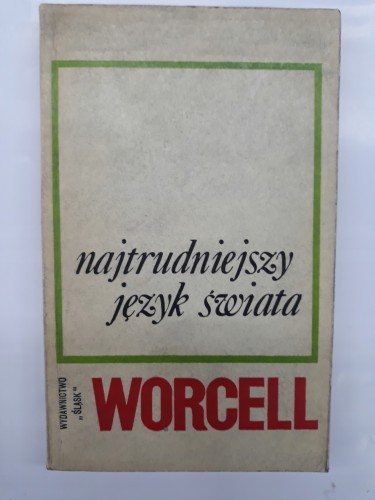 najtrudniejszy
język świata
WYDAWNICTWO
„ŚLĄSK”
WORCELL